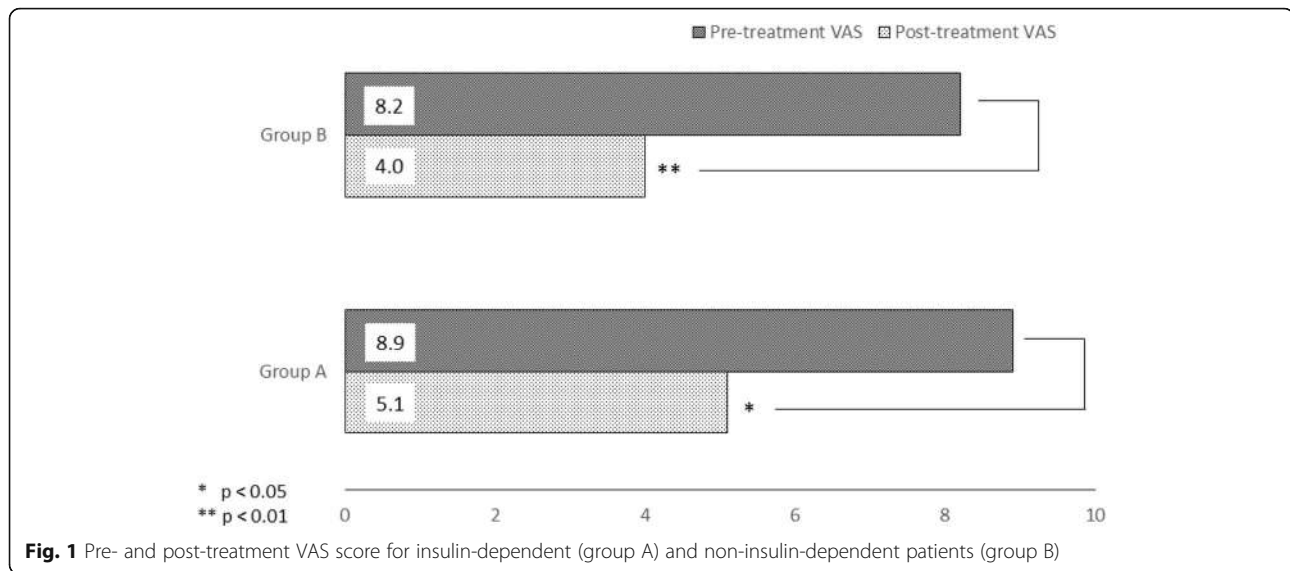 Pre-treatment VAS Post-treatment VAS
8.2
Group B
4.0 **
8.9
Group A
5.1 *
* p < 0.05
** p < 0.01
0 2 4 6 8 10
Fig. 1 Pre- and post-treatment VAS score for insulin-dependent (group A) and non-insulin-dependent patients (group B)